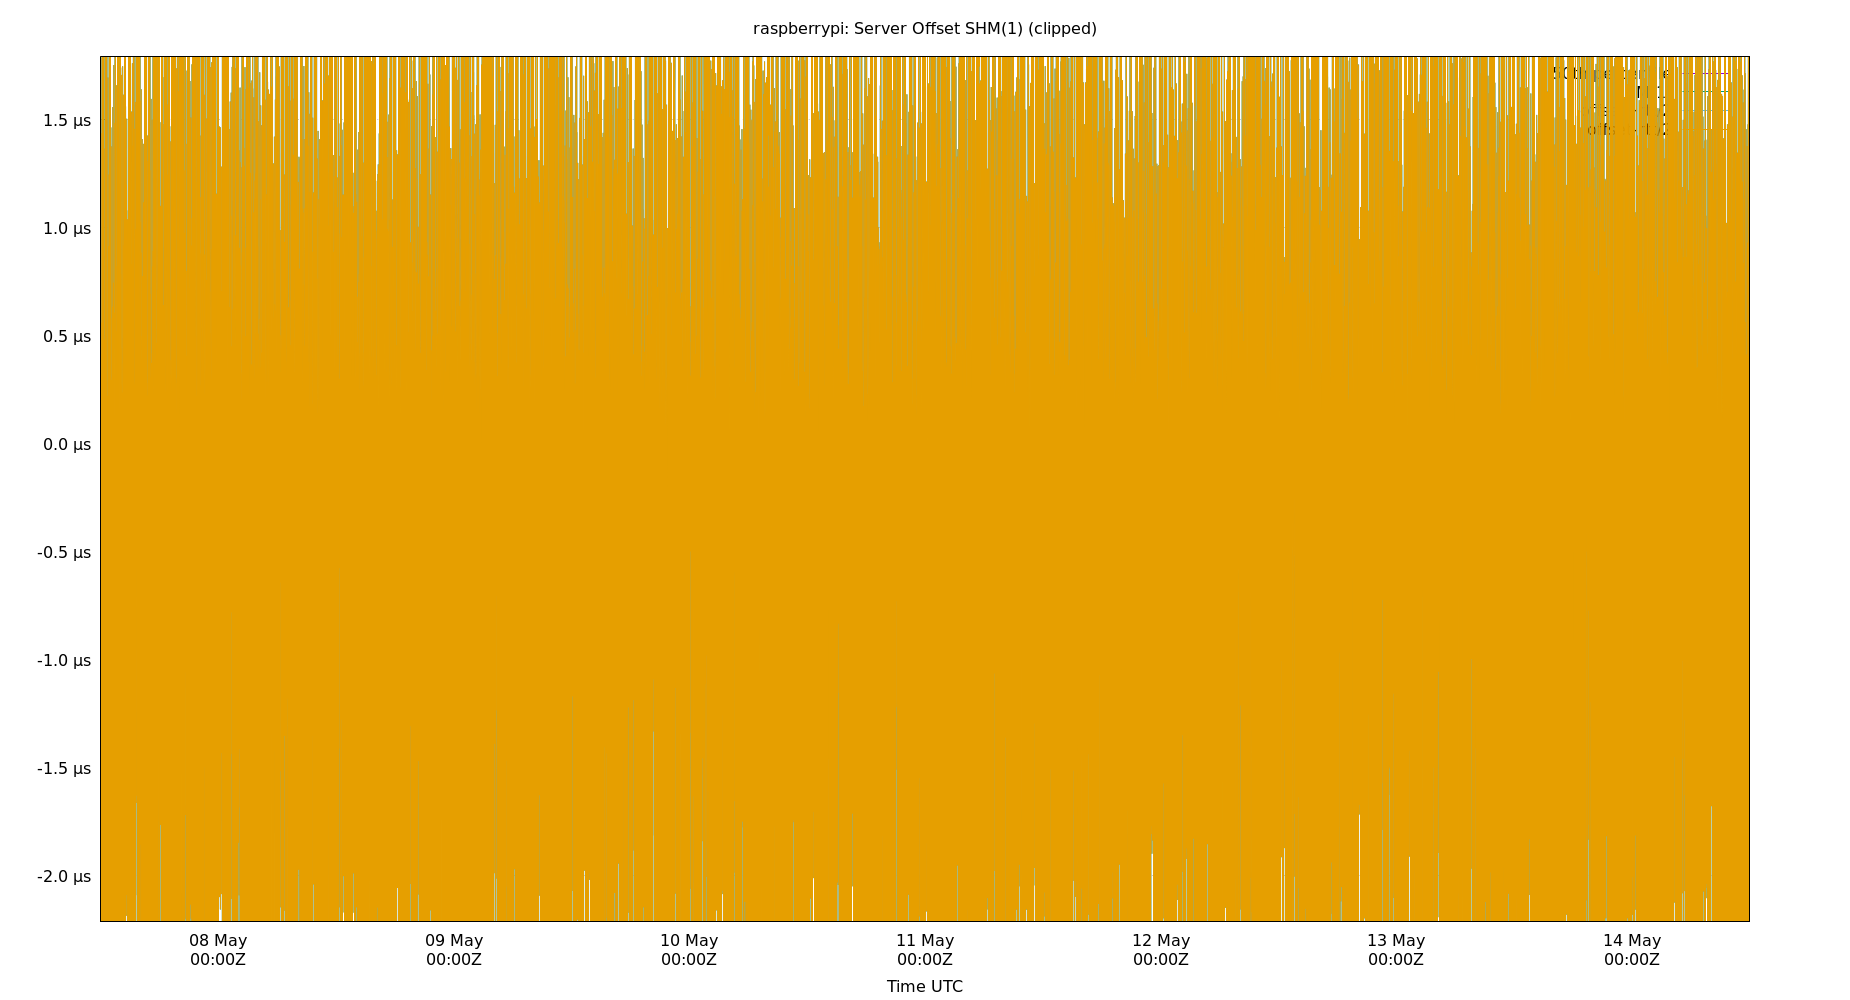 raspberrypi: Server Offset SHM(1) (clipped)
1.5 µs
1.0 µs
0.5 µs
0.0 µs
-0.5 µs
-1.0 µs
-1.5 µs
-2.0 µs
08 May
00:00Z
09 May
00:00Z
10 May
00:00Z
11 May
00:00Z
12 May
00:00Z
13 May
00:00Z
14 May
00:00Z
Time UTC